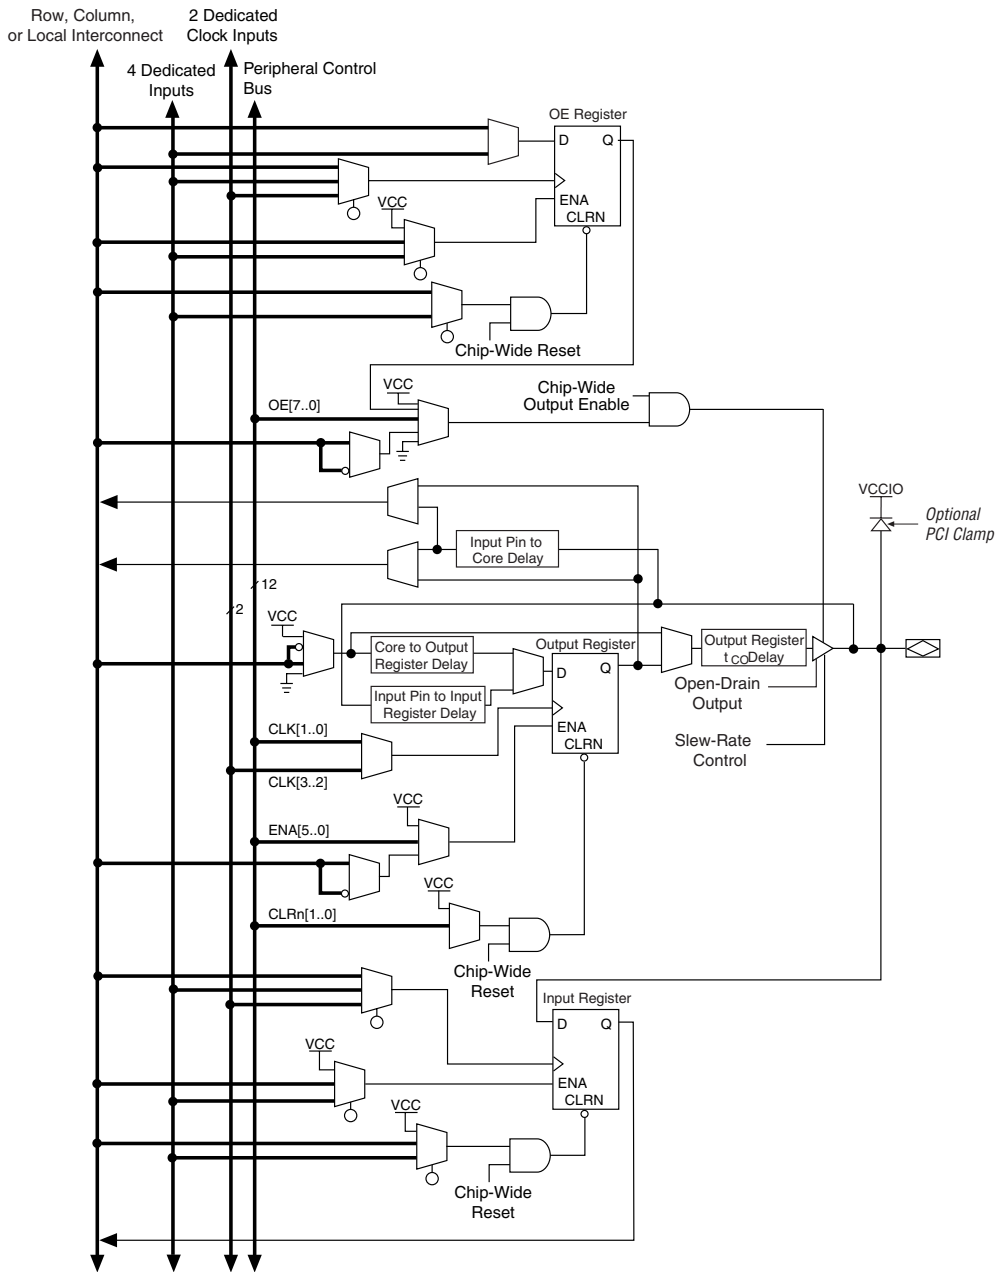 Row, Column,
or Local Interconnect
2 Dedicated
Clock Inputs
4 Dedicated
Inputs
Peripheral Control
Bus
OE Register
D
Q
ENA
CLRN
VCC
Chip-Wide Reset
VCC
OE[7..0]
Chip-Wide
Output Enable
VCCIO
Optional
PCI Clamp
Input Pin to
Core Delay
12
2
VCC
Core to Output
Register Delay
Input Pin to Input
Register Delay
Output Register
D
Q
ENA
CLRN
Output Register
t CO Delay
Open-Drain
Output
Slew-Rate
Control
CLK[1..0]
CLK[3..2]
VCC
ENA[5..0]
VCC
CLRn[1..0]
Chip-Wide
Reset
Input Register
D
Q
ENA
CLRN
VCC
VCC
Chip-Wide
Reset